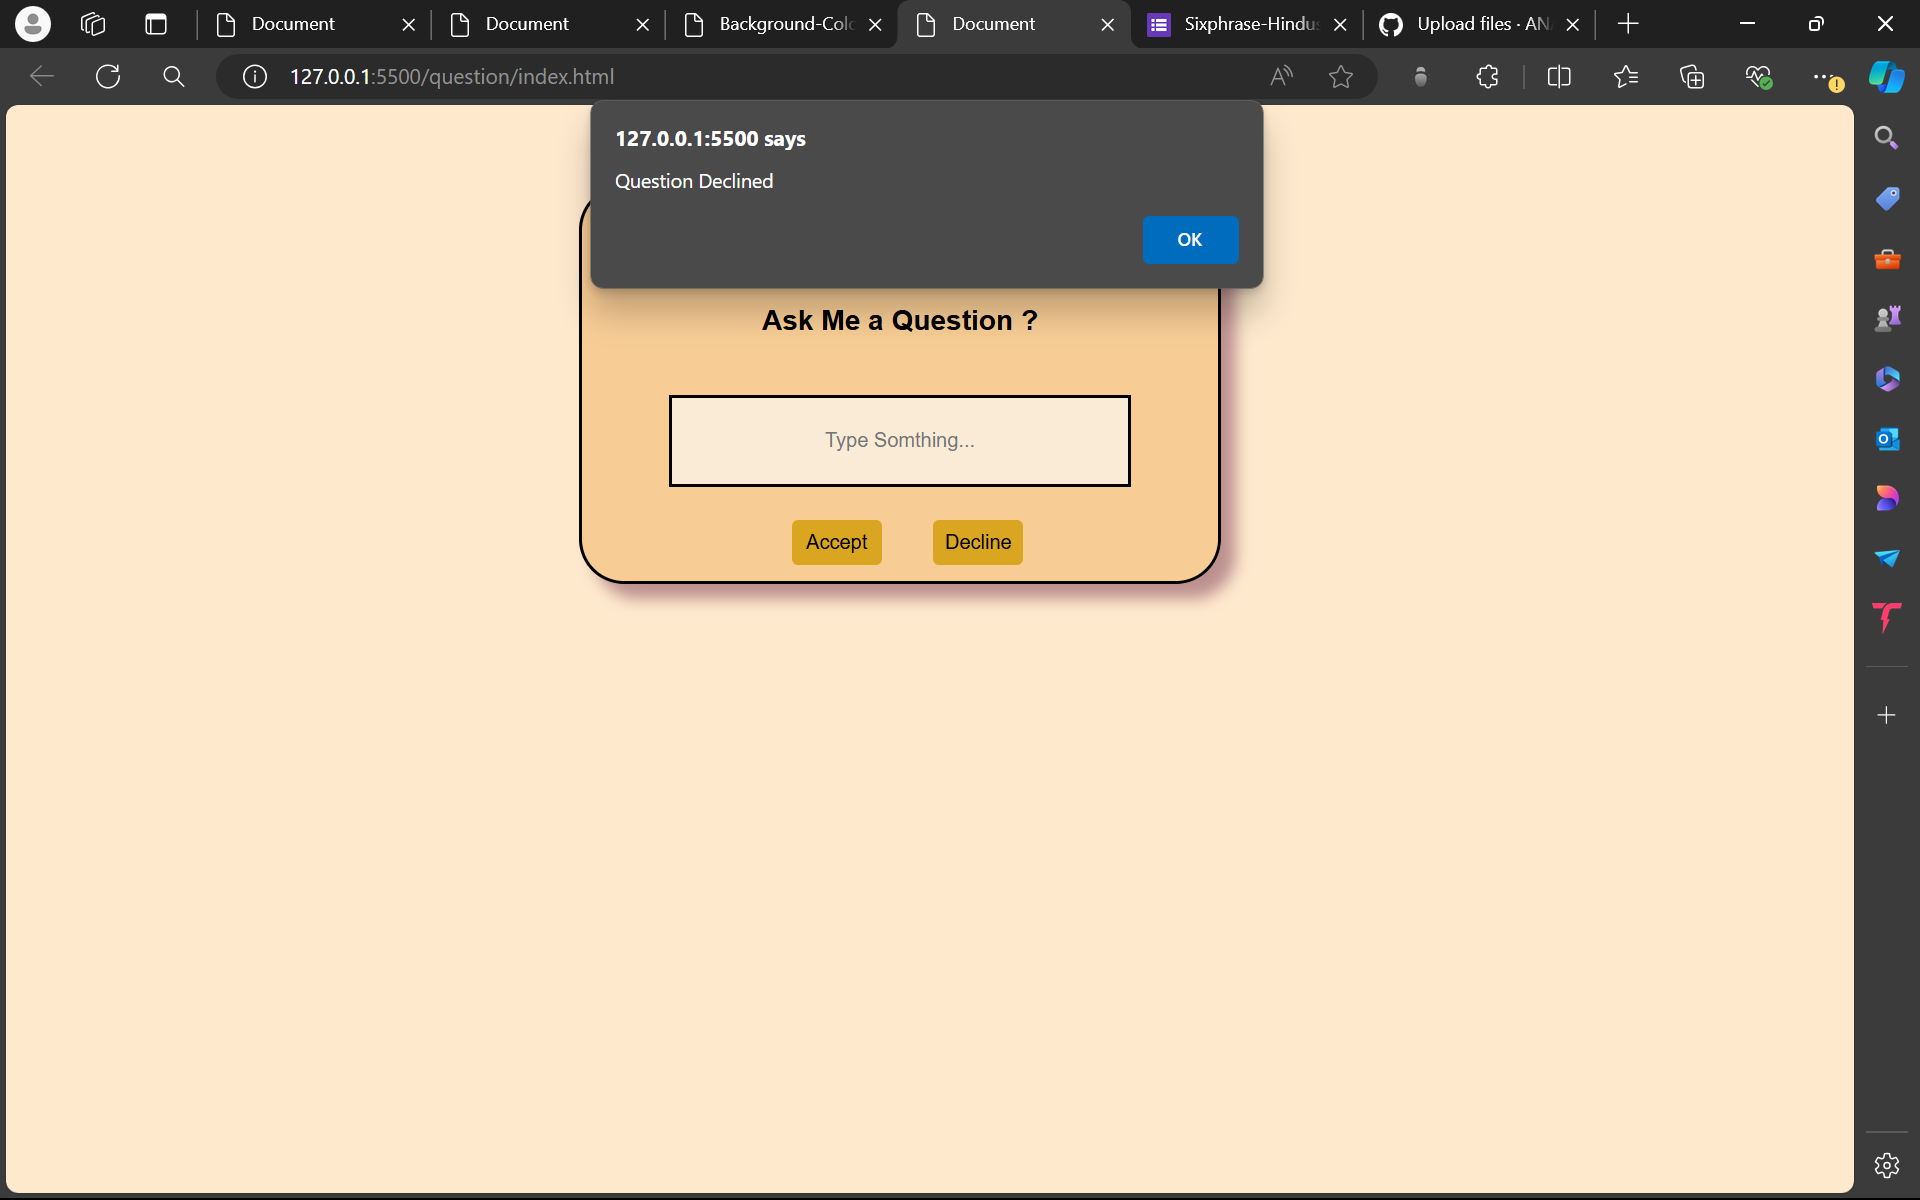 Document
Document
Background-Colo
Document
Sixphrase-Hindus
Upload files · AN
127.0.0.1:5500/question/index.html
127.0.0.1:5500 says
Question Declined
OK
Ask Me a Question ?
Type Somthing...
Accept
Decline